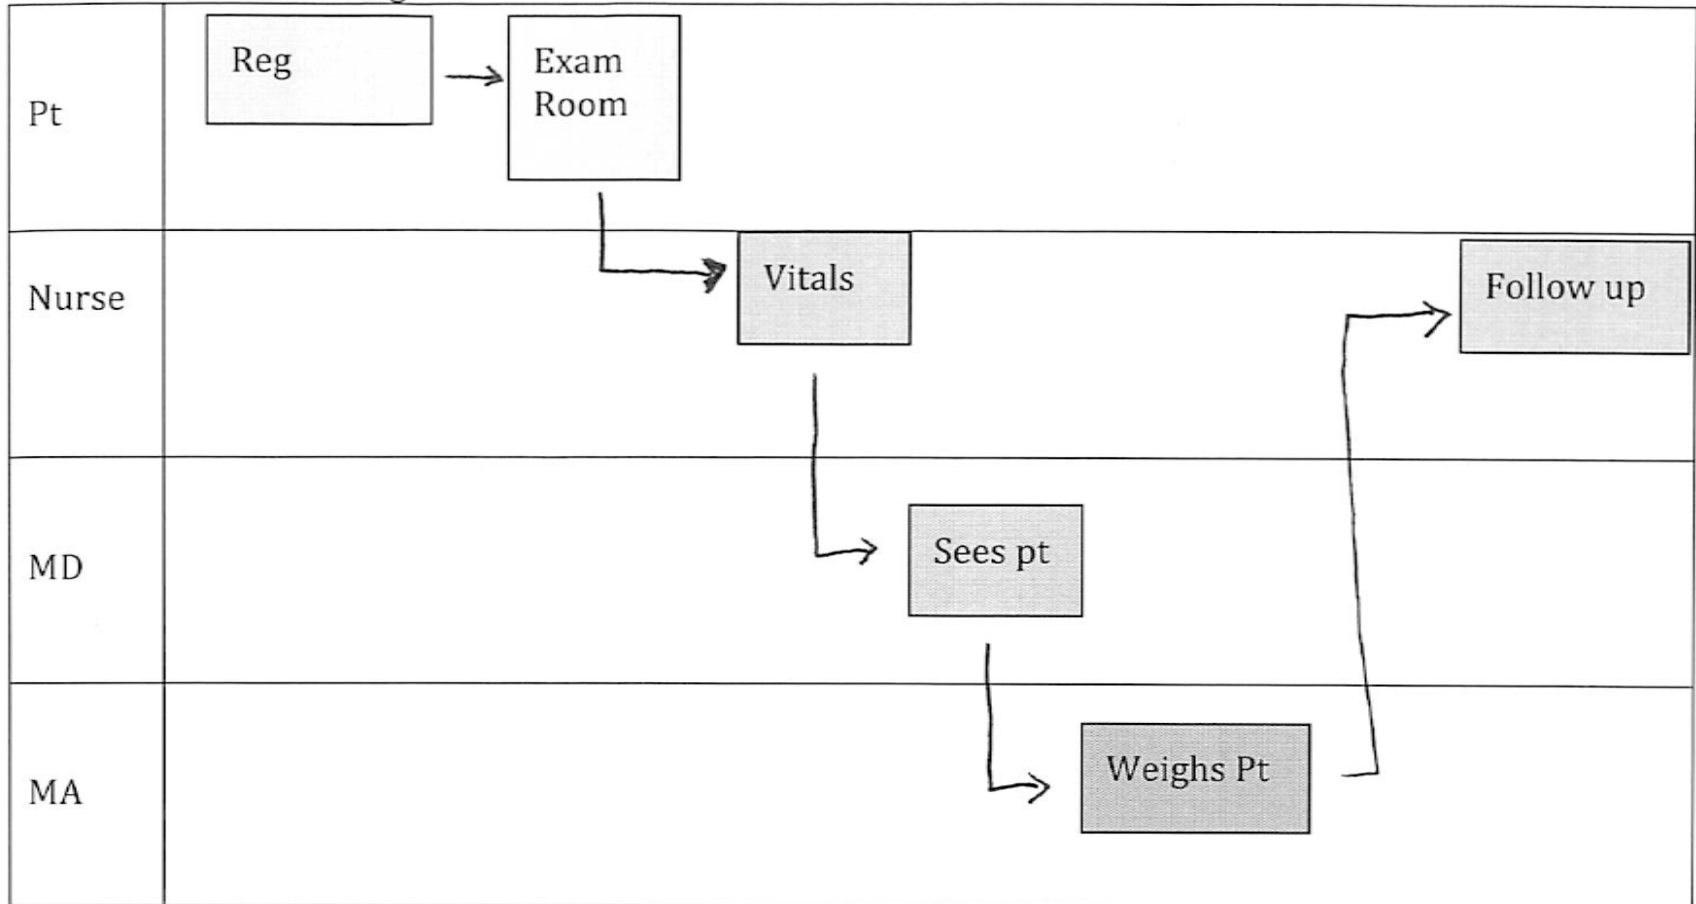 Pt
Reg
Exam
Room
Nurse
Vitals
Follow up
MD
Sees pt
MA
Weighs Pt